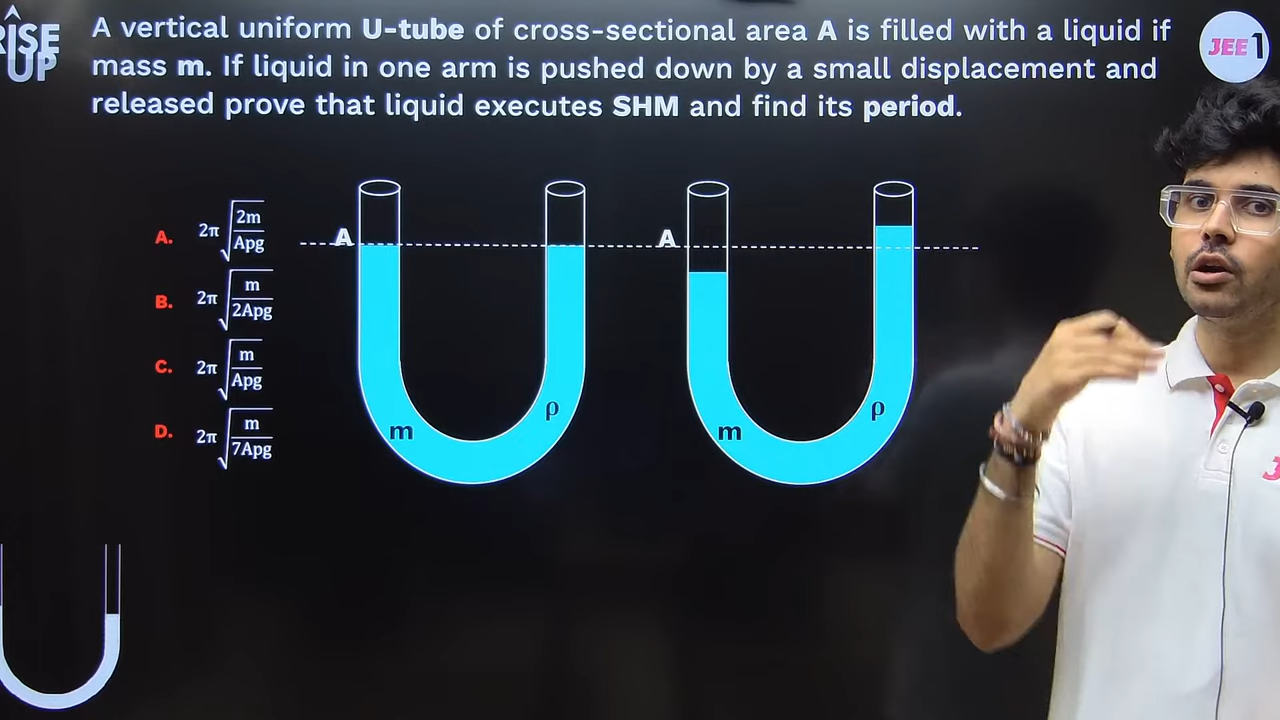 RISE
UP
A vertical uniform U-tube of cross-sectional area A is filled with a liquid if
mass m. If liquid in one arm is pushed down by a small displacement and
released prove that liquid executes SHM and find its period.
JEE 1
A. 2π√(2m/Apg)
B. 2π√(m/2Apg)
C. 2π√(m/Apg)
D. 2π√(m/7Apg)
A
A
m
ρ
m
ρ
J